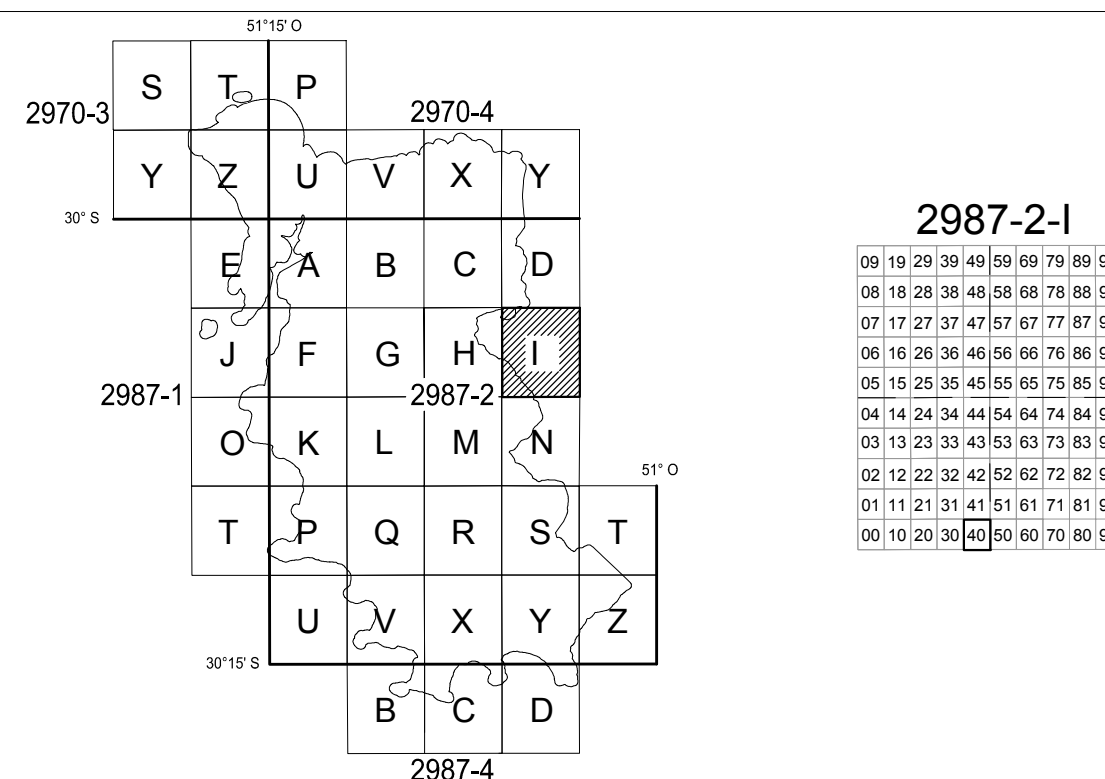 51°15' O
S T P
2970-3 2970-4
Y Z U V X Y
30° S
E A B C D
J F G H I
2987-1 2987-2
O K L M N
51° O
T P Q R S T
U V X Y Z
30°15' S
B C D
2987-4
2987-2-I
09 19 29 39 49 59 69 79 89
08 18 28 38 48 58 68 78 88
07 17 27 37 47 57 67 77 87
06 16 26 36 46 56 66 76 86
05 15 25 35 45 55 65 75 85
04 14 24 34 44 54 64 74 84
03 13 23 33 43 53 63 73 83
02 12 22 32 42 52 62 72 82
01 11 21 31 41 51 61 71 81
00 10 20 30 40 50 60 70 80